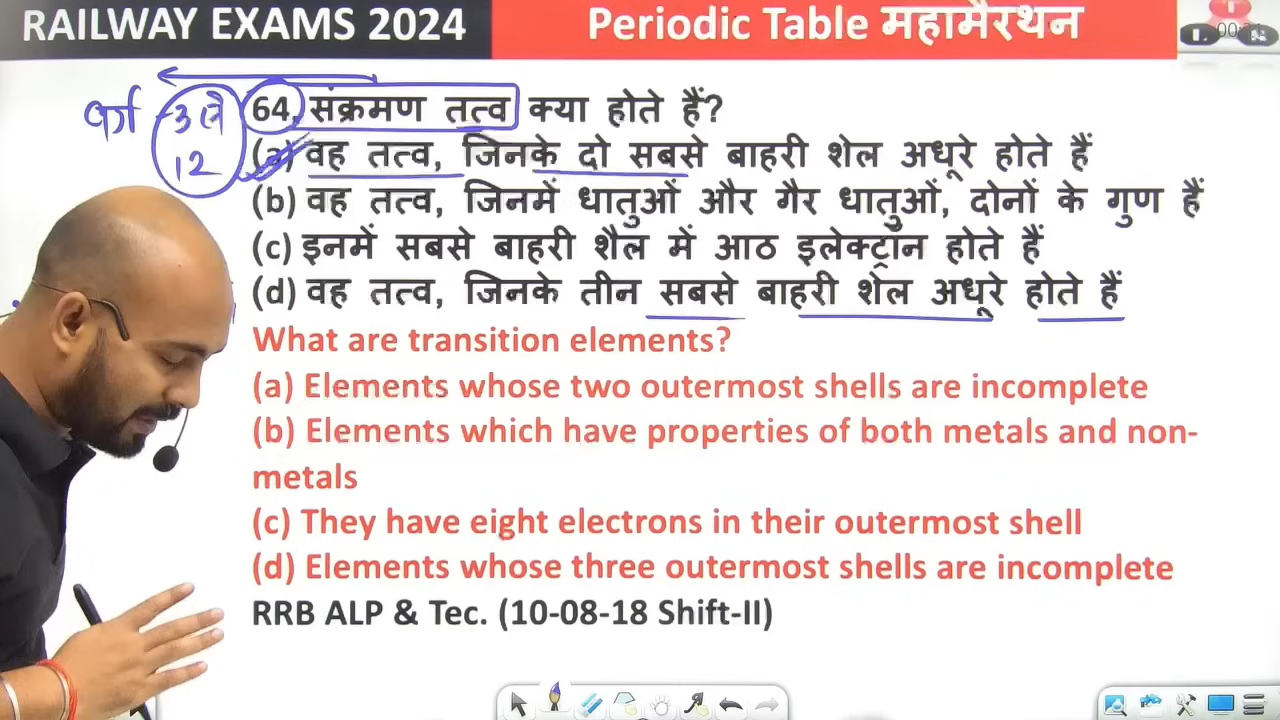 RAILWAY EXAMS 2024
Periodic Table महामैरथन
64. संक्रमण तत्व क्या होते हैं?
3 से
12
(a) वह तत्व, जिनके दो सबसे बाहरी शेल अधूरे होते हैं
(b) वह तत्व, जिनमें धातुओं और गैर धातुओं, दोनों के गुण हैं
(c) इनमें सबसे बाहरी शैल में आठ इलेक्ट्रॉन होते हैं
(d) वह तत्व, जिनके तीन सबसे बाहरी शेल अधूरे होते हैं
What are transition elements?
(a) Elements whose two outermost shells are incomplete
(b) Elements which have properties of both metals and non-
metals
(c) They have eight electrons in their outermost shell
(d) Elements whose three outermost shells are incomplete
RRB ALP & Tec. (10-08-18 Shift-II)